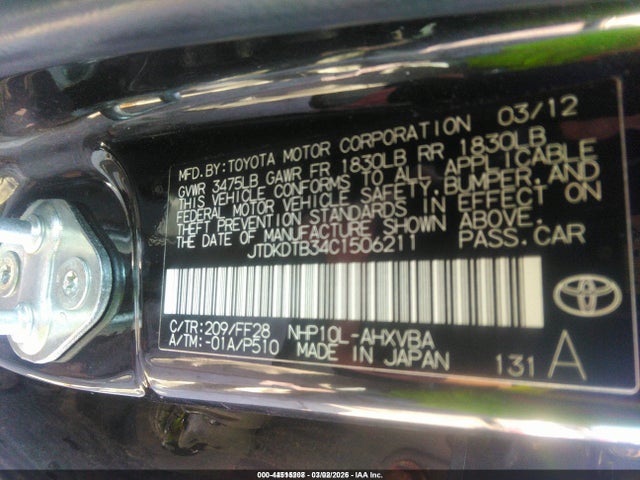 MFD. BY: TOYOTA MOTOR CORPORATION 03/12
GVWR 3475LB GAWR FR 1830LB RR 1830LB
THIS VEHICLE CONFORMS TO ALL APPLICABLE
FEDERAL MOTOR VEHICLE SAFETY, BUMPER, AND
THEFT PREVENTION STANDARDS IN EFFECT ON
THE DATE OF MANUFACTURE SHOWN ABOVE.
JTDKDTB34C1506211 PASS. CAR
C/TR: 209/FF28 NHP10L-AHXVBA
A/TM: -01A/P510 MADE IN JAPAN 131 A
IAA Inc.